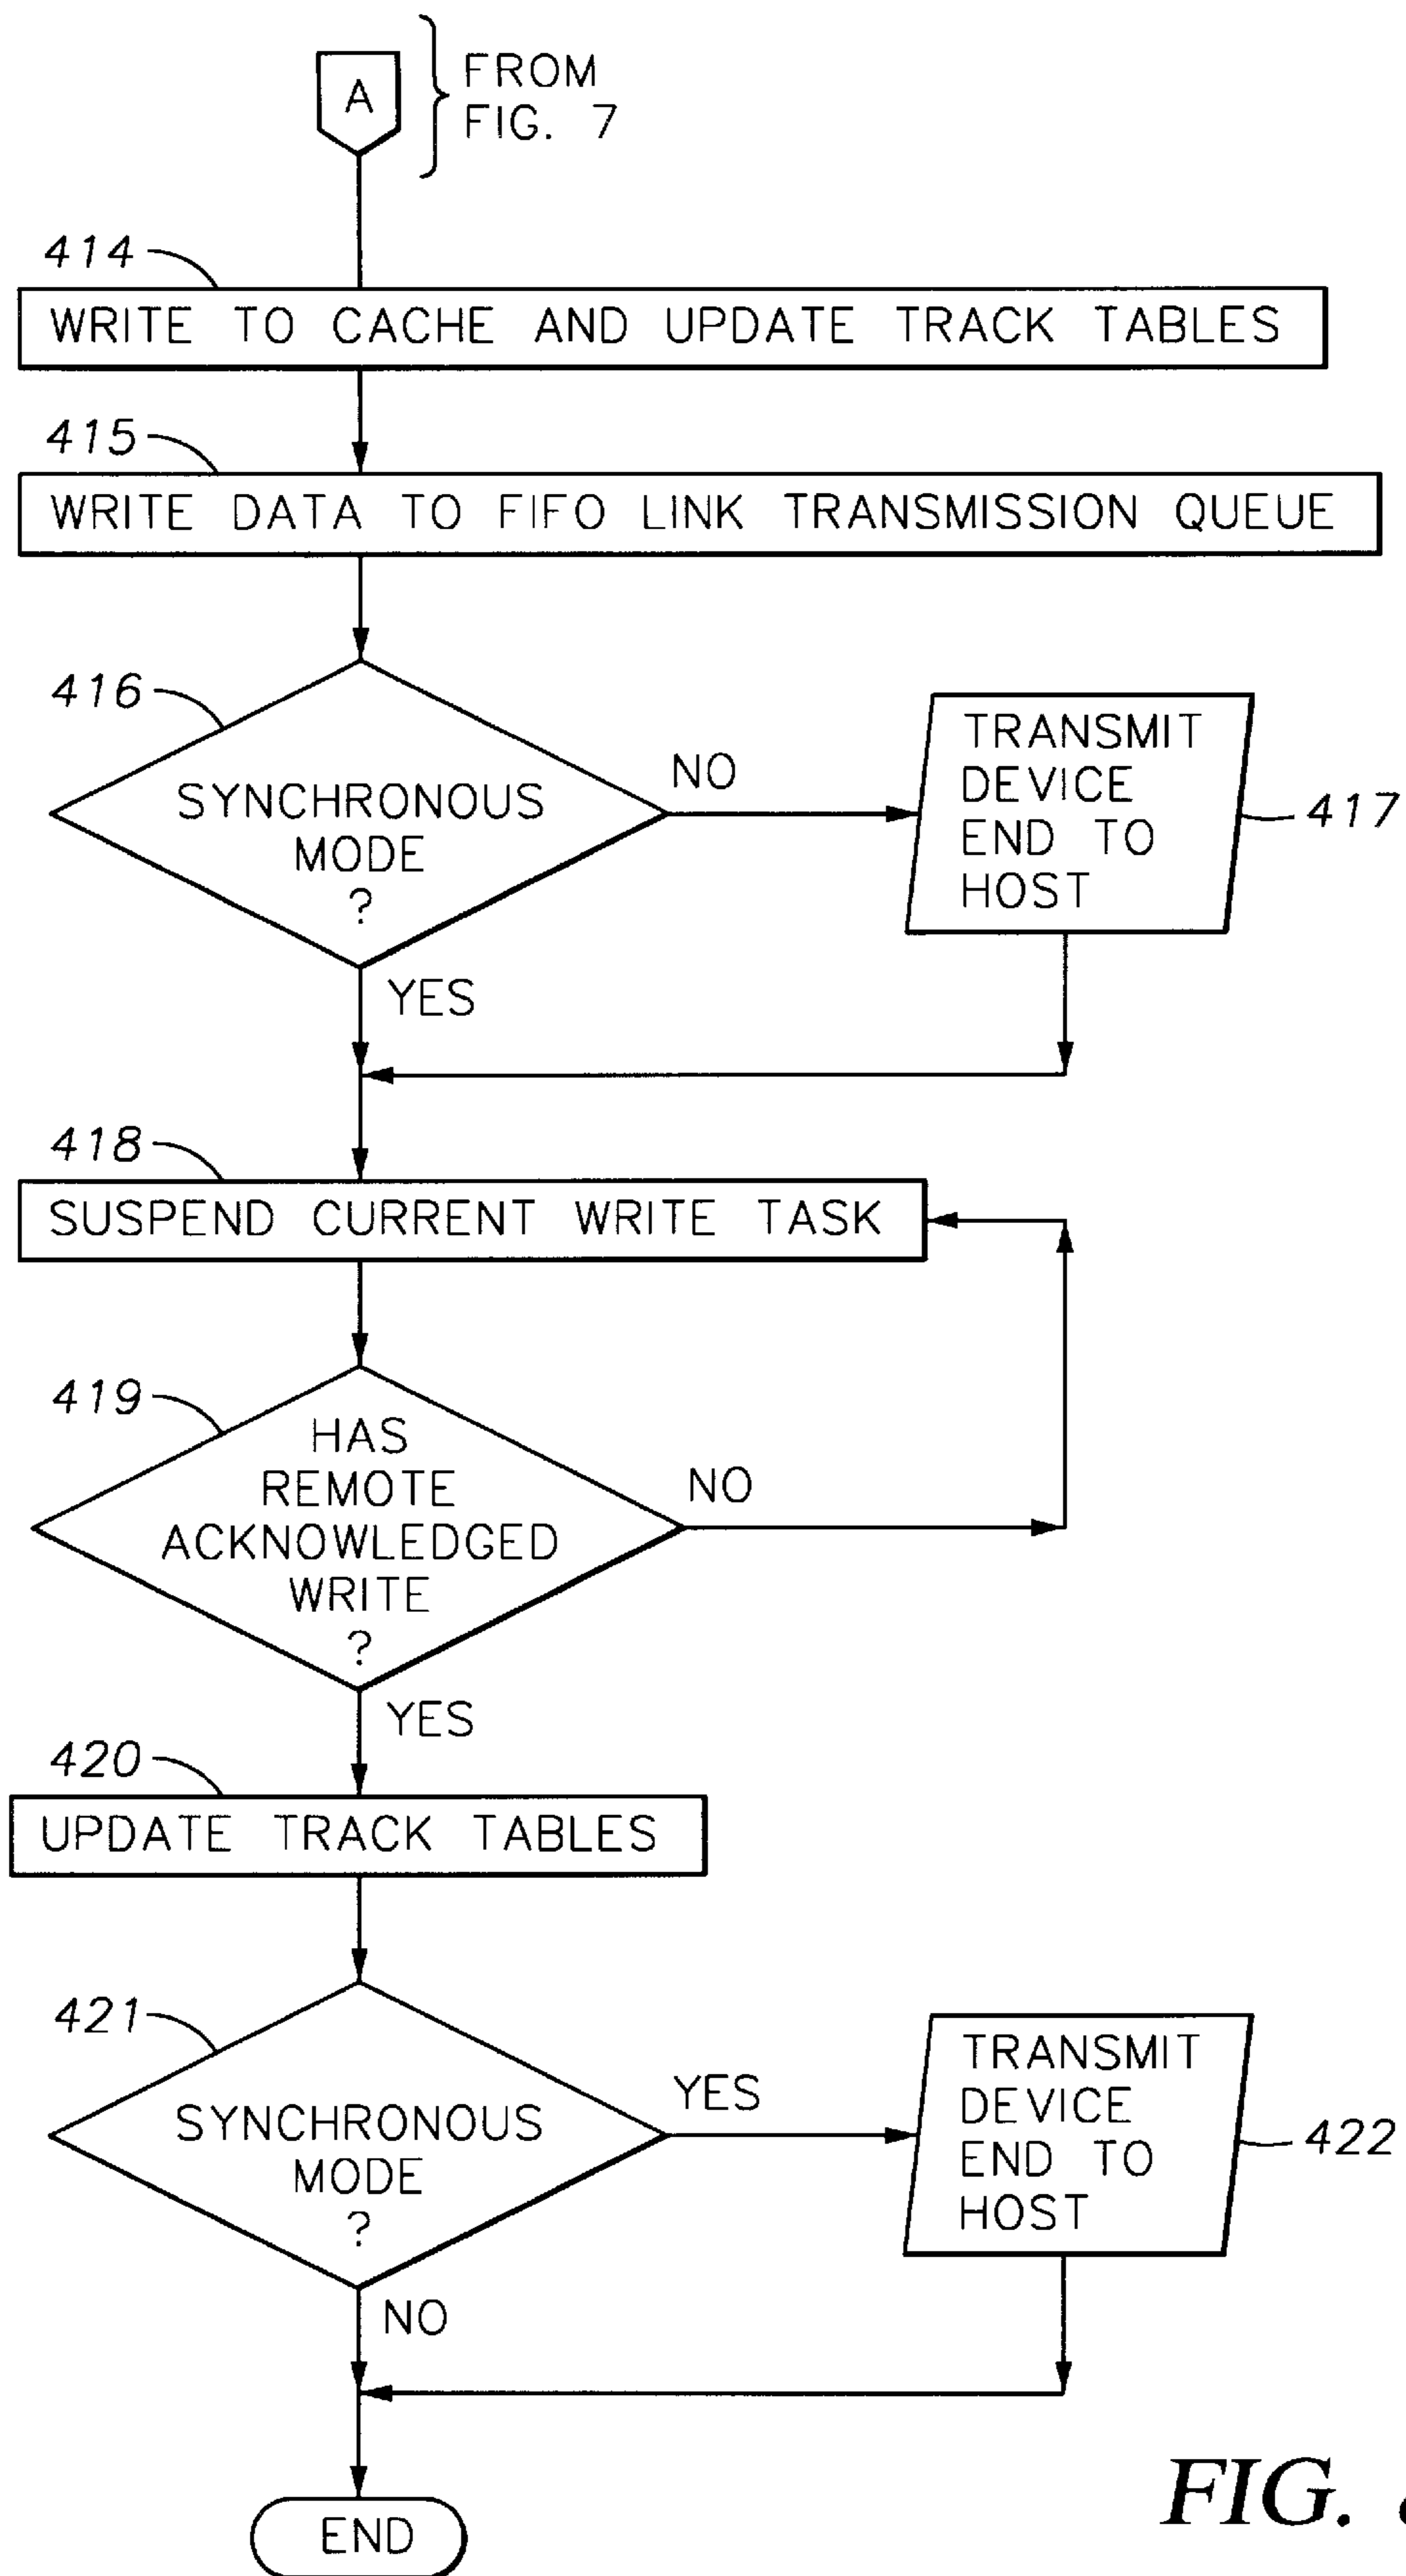 A
FROM
FIG. 7
414
WRITE TO CACHE AND UPDATE TRACK TABLES
415
WRITE DATA TO FIFO LINK TRANSMISSION QUEUE
416
SYNCHRONOUS
MODE
?
NO
TRANSMIT
DEVICE
END TO
HOST
417
YES
418
SUSPEND CURRENT WRITE TASK
419
HAS
REMOTE
ACKNOWLEDGED
WRITE
?
NO
YES
420
UPDATE TRACK TABLES
421
SYNCHRONOUS
MODE
?
YES
TRANSMIT
DEVICE
END TO
HOST
422
NO
END
FIG.